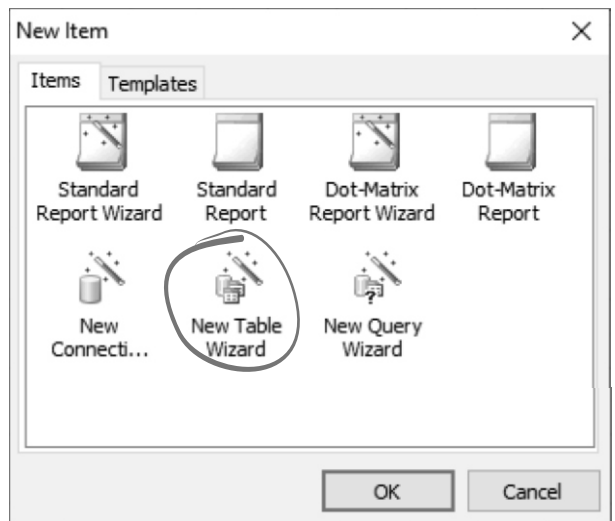 New Item
Items Templates
Standard Report Wizard
Standard Report
Dot-Matrix Report Wizard
Dot-Matrix Report
New Connecti...
New Table Wizard
New Query Wizard
OK Cancel